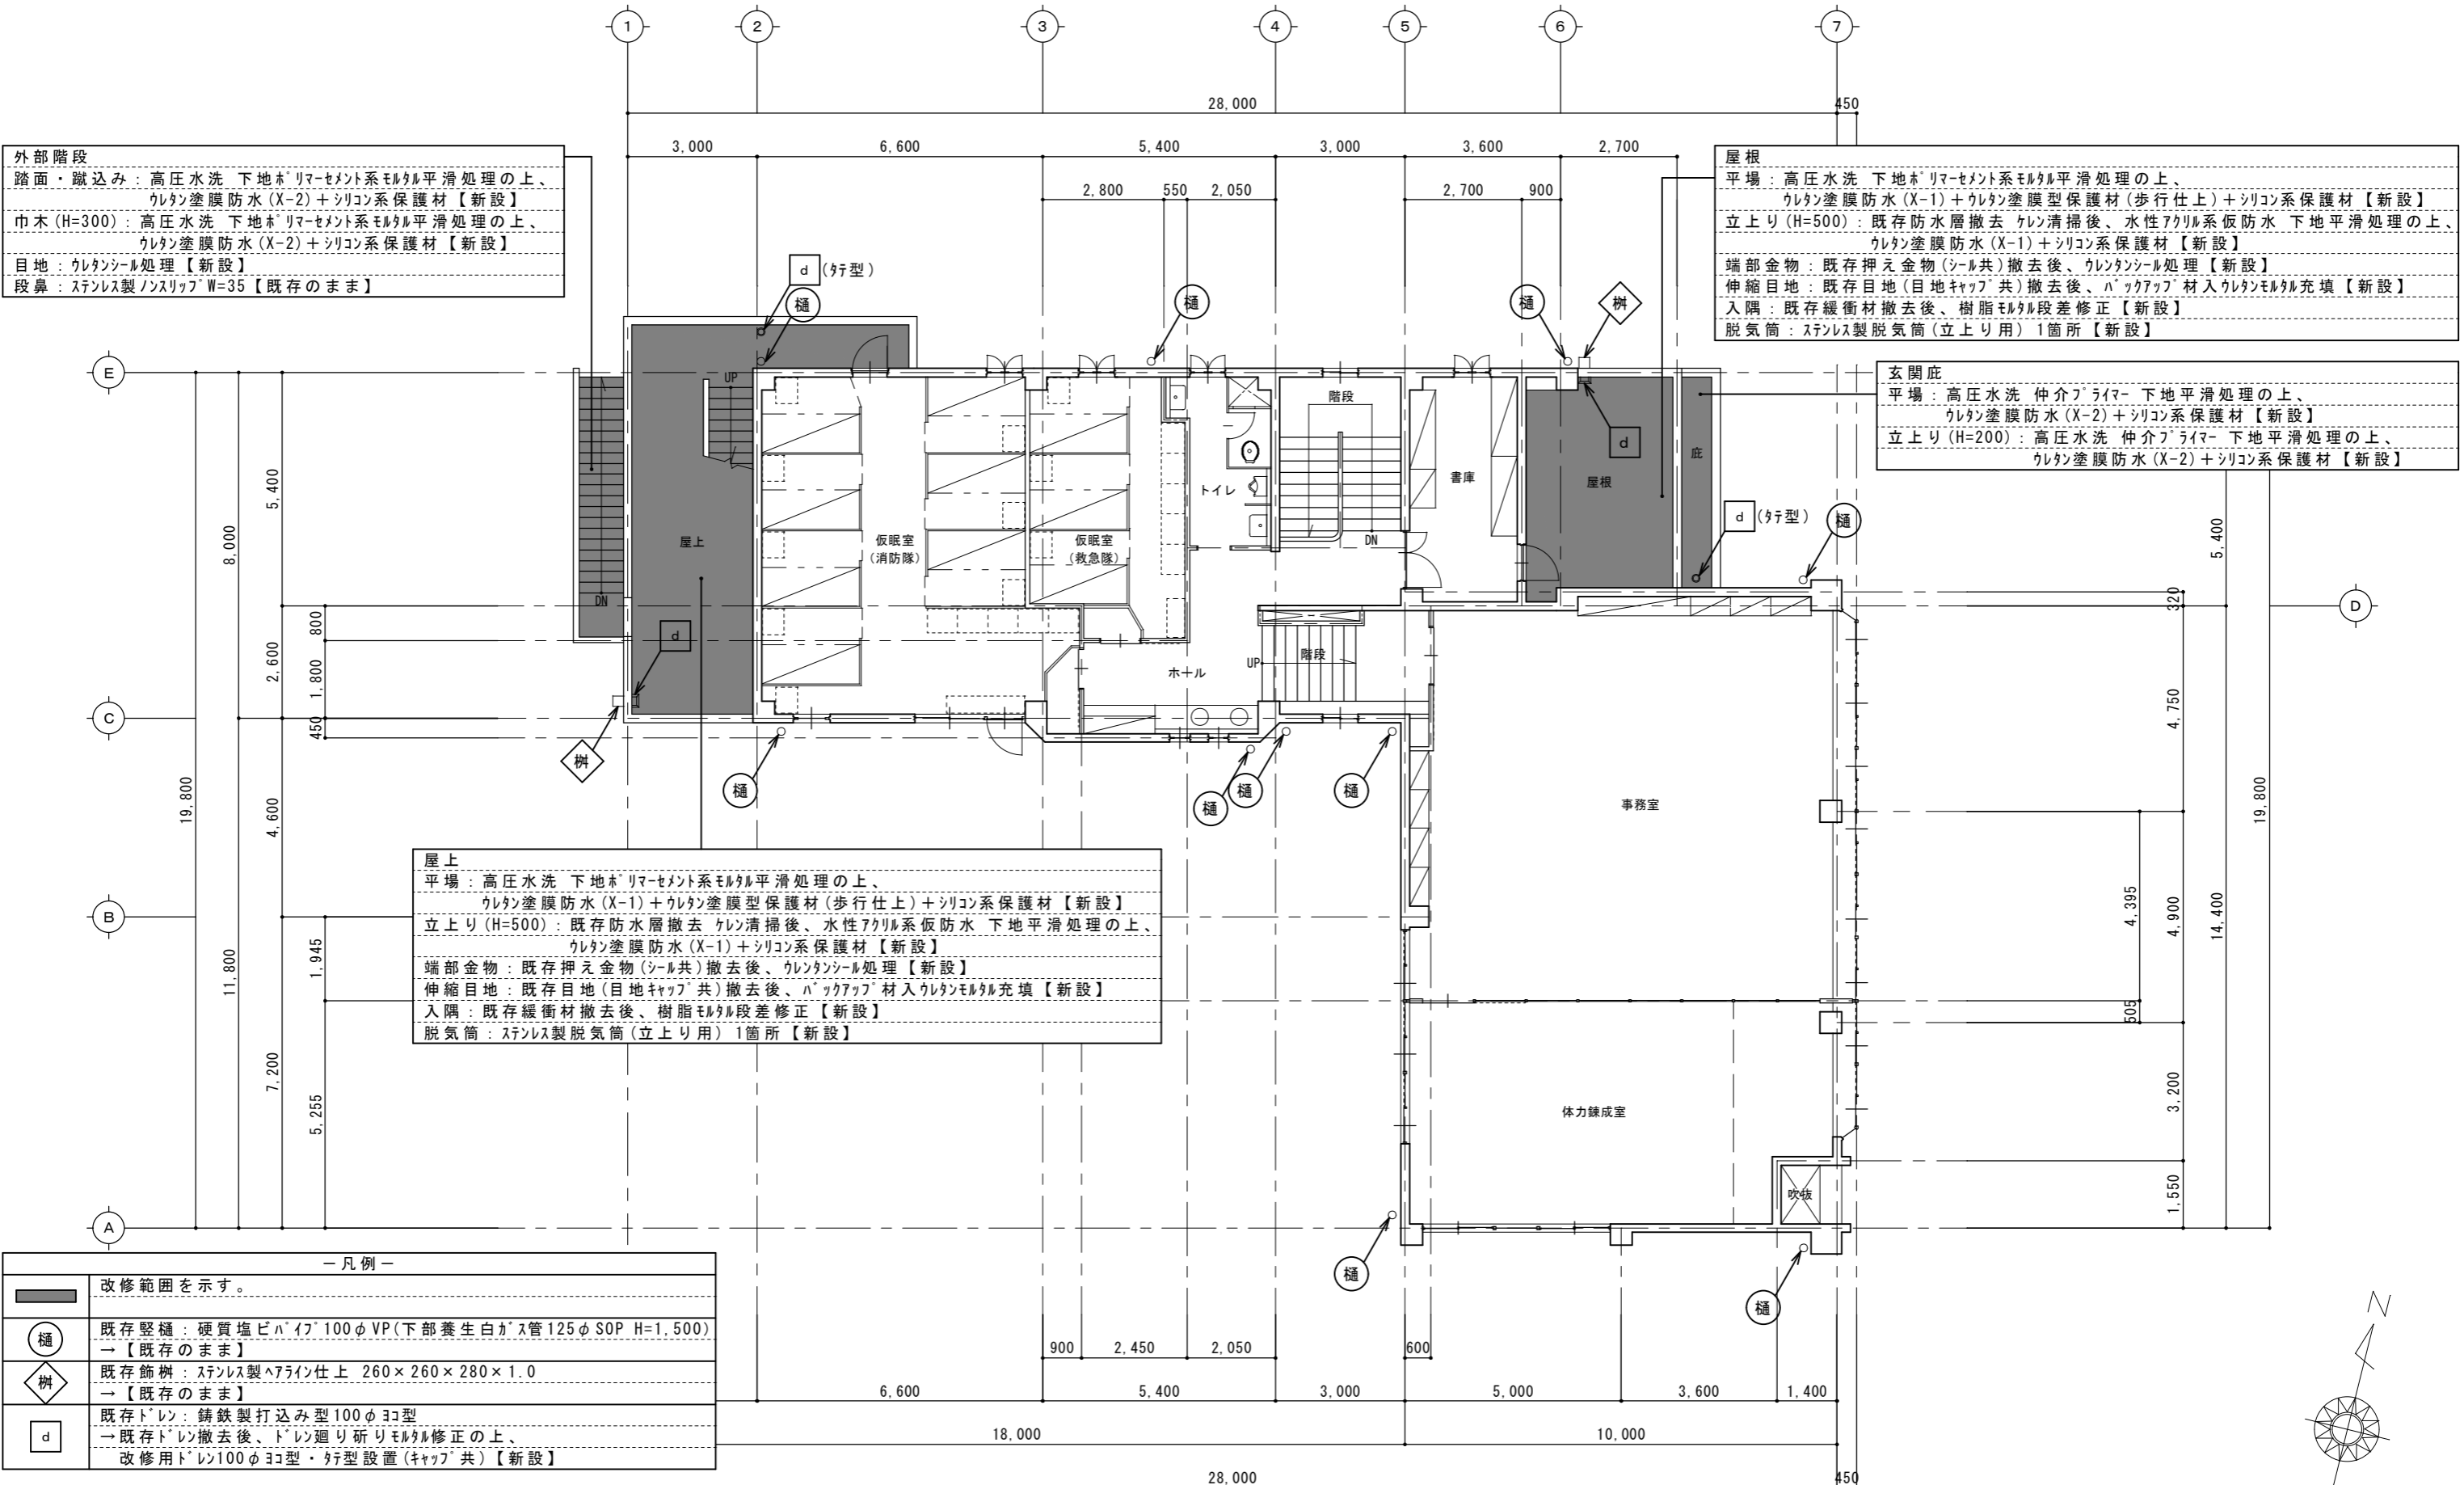 1 2 3 4 5 6 7
28,000 450
3,000 6,600 5,400 3,000 3,600 2,700
2,800 550 2,050 2,700 900
外部階段
踏面・蹴込み：高圧水洗 下地ﾎﾟﾘﾏｰｾﾒﾝﾄ系ﾓﾙﾀﾙ平滑処理の上、
ｳﾚﾀﾝ塗膜防水(X-2)＋ｼﾘｺﾝ系保護材【新設】
巾木(H=300)：高圧水洗 下地ﾎﾟﾘﾏｰｾﾒﾝﾄ系ﾓﾙﾀﾙ平滑処理の上、
ｳﾚﾀﾝ塗膜防水(X-2)＋ｼﾘｺﾝ系保護材【新設】
目地：ｳﾚﾀﾝｼｰﾙ処理【新設】
段鼻：ｽﾃﾝﾚｽ製ﾉﾝｽﾘｯﾌﾟW=35【既存のまま】
屋根
平場：高圧水洗 下地ﾎﾟﾘﾏｰｾﾒﾝﾄ系ﾓﾙﾀﾙ平滑処理の上、
ｳﾚﾀﾝ塗膜防水(X-1)＋ｳﾚﾀﾝ塗膜型保護材(歩行仕上)＋ｼﾘｺﾝ系保護材【新設】
立上り(H=500)：既存防水層撤去 ｹﾚﾝ清掃後、水性ｱｸﾘﾙ系仮防水 下地平滑処理の上、
ｳﾚﾀﾝ塗膜防水(X-1)＋ｼﾘｺﾝ系保護材【新設】
端部金物：既存押え金物(ｼｰﾙ共)撤去後、ｳﾚﾝﾀﾝｼｰﾙ処理【新設】
伸縮目地：既存目地(目地ｷｬｯﾌﾟ共)撤去後、ﾊﾞｯｸｱｯﾌﾟ材入ｳﾚﾀﾝﾓﾙﾀﾙ充填【新設】
入隅：既存緩衝材撤去後、樹脂ﾓﾙﾀﾙ段差修正【新設】
脱気筒：ｽﾃﾝﾚｽ製脱気筒(立上り用) 1箇所【新設】
玄関庇
平場：高圧水洗 仲介ﾌﾟﾗｲﾏｰ 下地平滑処理の上、
ｳﾚﾀﾝ塗膜防水(X-2)＋ｼﾘｺﾝ系保護材【新設】
立上り(H=200)：高圧水洗 仲介ﾌﾟﾗｲﾏｰ 下地平滑処理の上、
ｳﾚﾀﾝ塗膜防水(X-2)＋ｼﾘｺﾝ系保護材【新設】
d (ﾀﾃ型)
樋 樋 樋 桝
E
UP 階段
d
トイレ 書庫 屋根 庇
屋上 仮眠室 仮眠室 DN
(消防隊) (救急隊)
d (ﾀﾃ型) 樋
DN
D
d
UP 階段
ホール
C
桝
樋 樋 樋 樋
事務室
B
体力錬成室
吹抜
A
樋
樋
19,800 8,000 11,800
5,400 2,600 4,600 7,200
800 1,800 450 1,945 5,255
320 4,750 4,900 3,200 1,550
4,395 505
5,400 14,400
19,800
屋上
平場：高圧水洗 下地ﾎﾟﾘﾏｰｾﾒﾝﾄ系ﾓﾙﾀﾙ平滑処理の上、
ｳﾚﾀﾝ塗膜防水(X-1)＋ｳﾚﾀﾝ塗膜型保護材(歩行仕上)＋ｼﾘｺﾝ系保護材【新設】
立上り(H=500)：既存防水層撤去 ｹﾚﾝ清掃後、水性ｱｸﾘﾙ系仮防水 下地平滑処理の上、
ｳﾚﾀﾝ塗膜防水(X-1)＋ｼﾘｺﾝ系保護材【新設】
端部金物：既存押え金物(ｼｰﾙ共)撤去後、ｳﾚﾝﾀﾝｼｰﾙ処理【新設】
伸縮目地：既存目地(目地ｷｬｯﾌﾟ共)撤去後、ﾊﾞｯｸｱｯﾌﾟ材入ｳﾚﾀﾝﾓﾙﾀﾙ充填【新設】
入隅：既存緩衝材撤去後、樹脂ﾓﾙﾀﾙ段差修正【新設】
脱気筒：ｽﾃﾝﾚｽ製脱気筒(立上り用) 1箇所【新設】
－凡例－
改修範囲を示す。
樋 既存竪樋：硬質塩ビﾊﾟｲﾌﾟ100φVP(下部養生白ｶﾞｽ管125φSOP H=1,500)
→【既存のまま】
桝 既存飾桝：ｽﾃﾝﾚｽ製ﾍｱﾗｲﾝ仕上 260×260×280×1.0
→【既存のまま】
d 既存ﾄﾞﾚﾝ：鋳鉄製打込み型100φﾖｺ型
→既存ﾄﾞﾚﾝ撤去後、ﾄﾞﾚﾝ廻り斫りﾓﾙﾀﾙ修正の上、
改修用ﾄﾞﾚﾝ100φﾖｺ型・ﾀﾃ型設置(ｷｬｯﾌﾟ共)【新設】
900 2,450 2,050 600
6,600 5,400 3,000 5,000 3,600 1,400
18,000 10,000
28,000 450
N